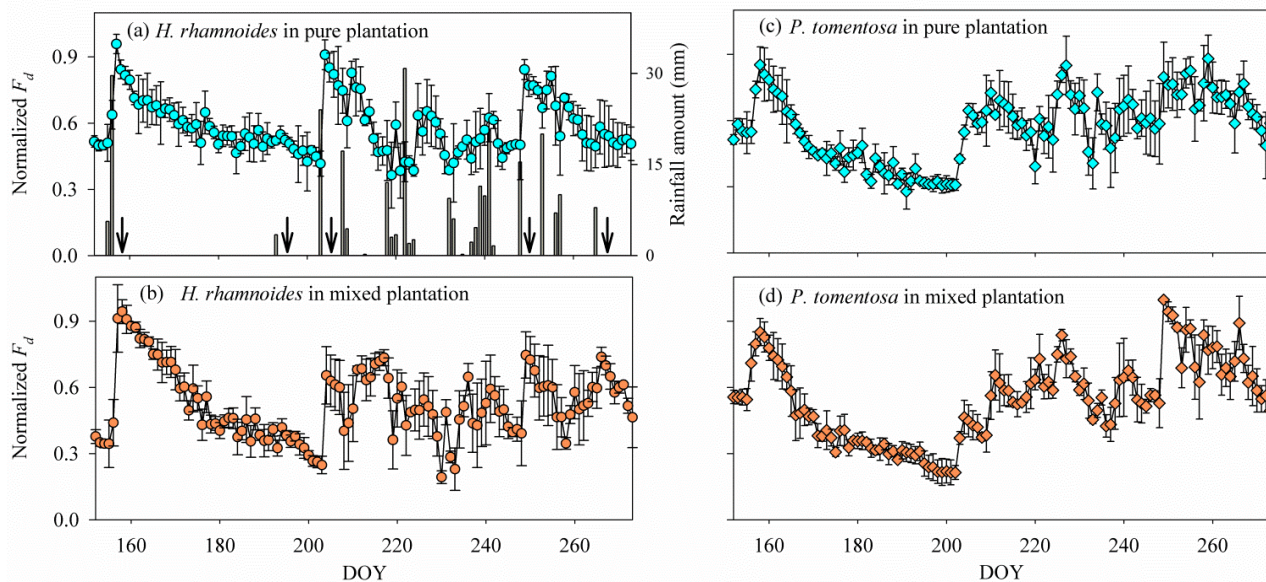 (a) H. rhamnoides in pure plantation
(c) P. tomentosa in pure plantation
Normalized Fd
0.9
0.6
0.3
0.0
30
15
0
Rainfall amount (mm)
(b) H. rhamnoides in mixed plantation
(d) P. tomentosa in mixed plantation
Normalized Fd
0.9
0.6
0.3
0.0
160 180 200 220 240 260
160 180 200 220 240 260
DOY
DOY